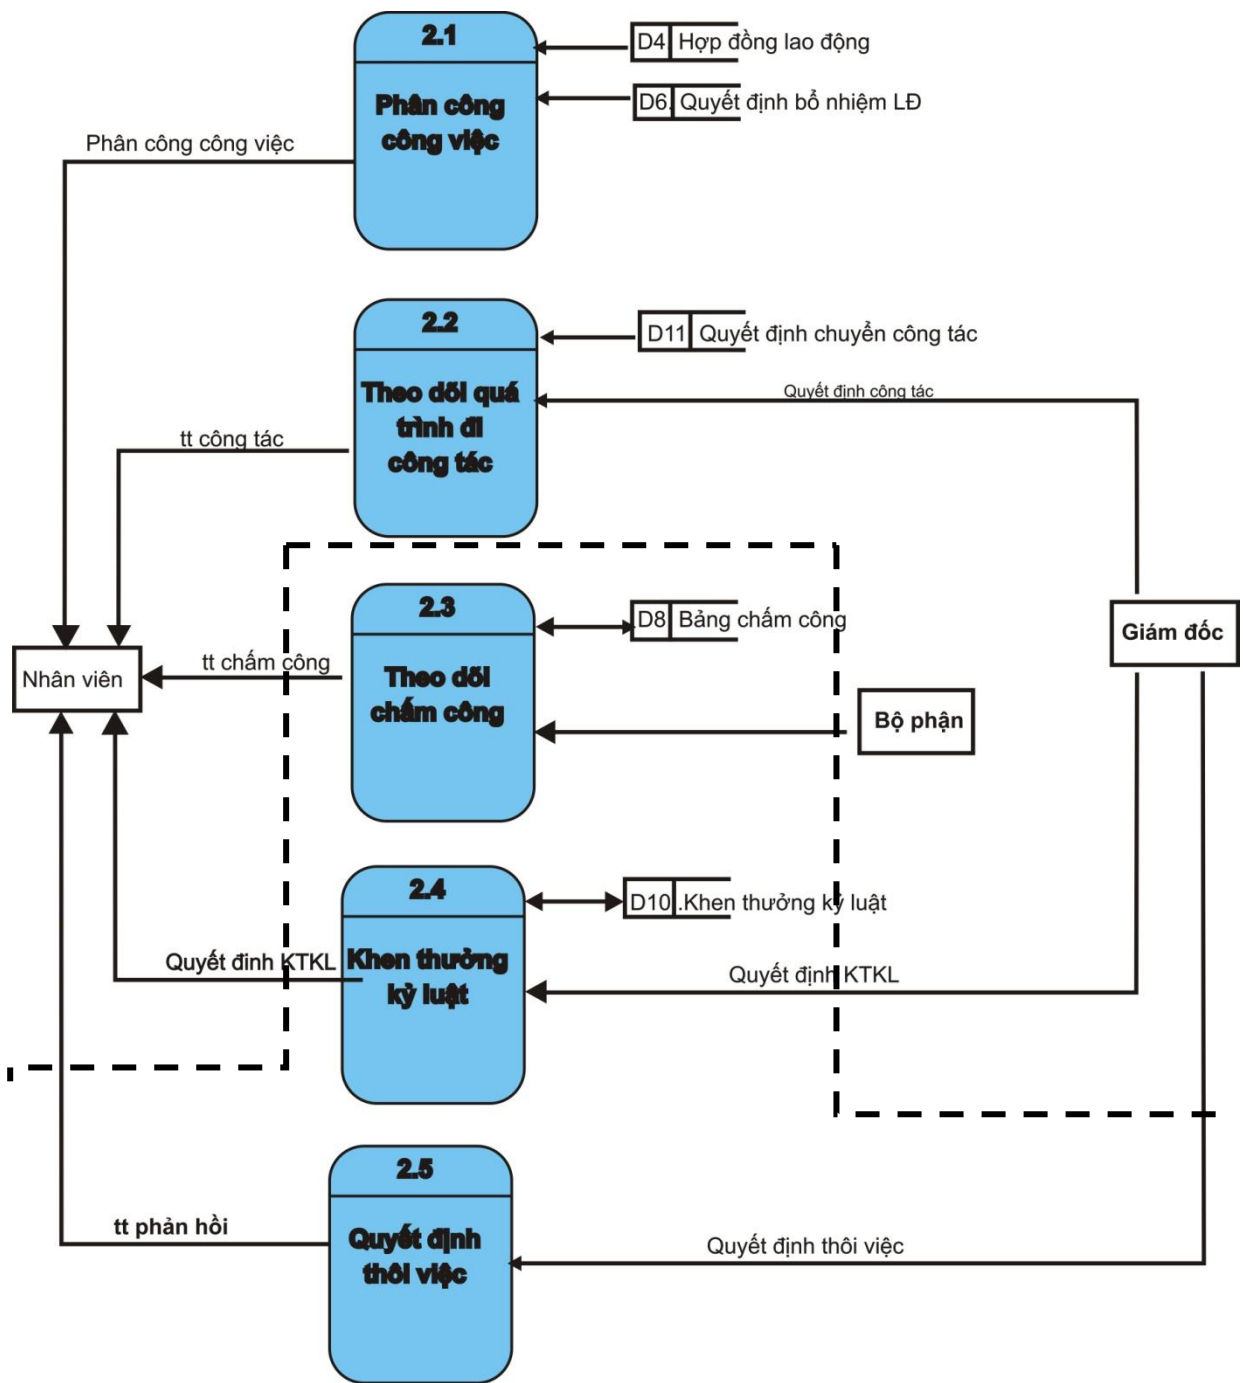 2.1
D4 Hợp đồng lao động
Phân công
công việc
D6. Quyết định bổ nhiệm LĐ
Phân công công việc
2.2
D11 Quyết định chuyển công tác
Theo dõi quá
trình đi
công tác
Quyết định công tác
tt công tác
2.3
D8 Bảng chấm công
Giám đốc
Theo dõi
chấm công
tt chấm công
Nhân viên
Bộ phận
2.4
D10 .Khen thưởng kỷ luật
Khen thưởng
kỷ luật
Quyết đinh KTKL
Quyết định KTKL
2.5
Quyết định
thôi việc
tt phản hồi
Quyết định thôi việc